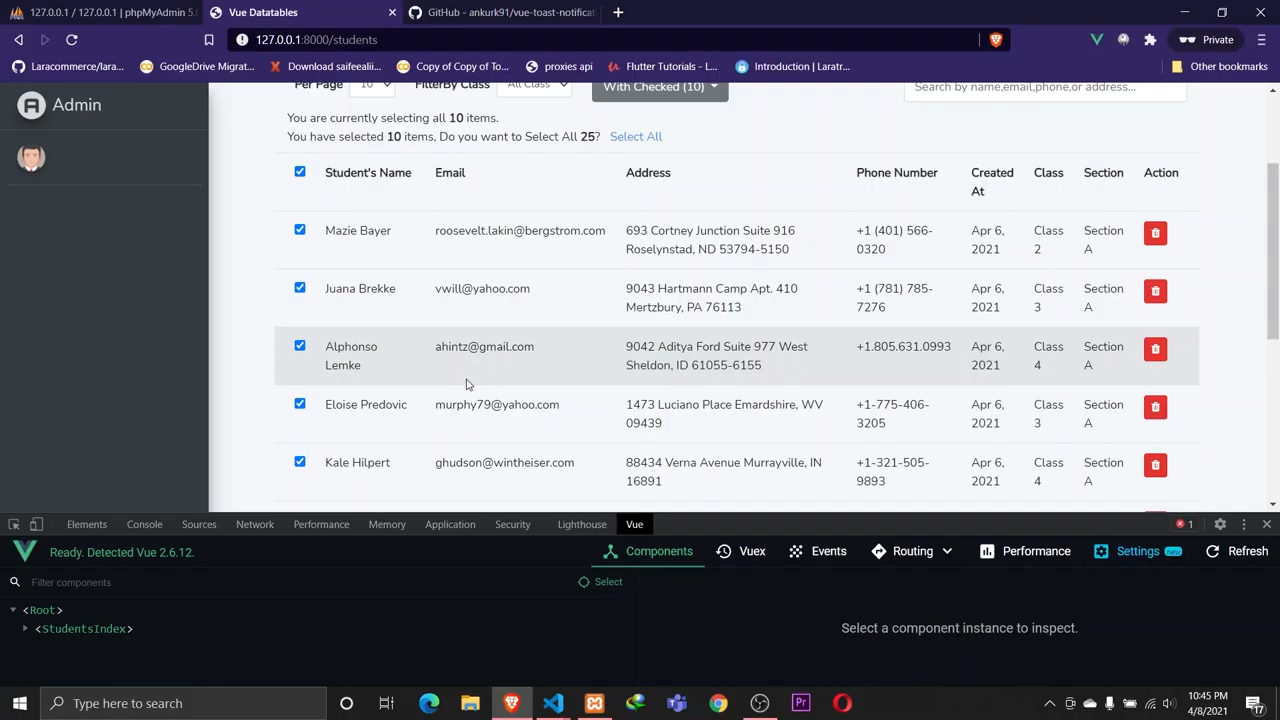 127.0.0.1 / 127.0.0.1 | phpMyAdmin 5.
Vue Datatables
GitHub - ankurk91/vue-toast-notificat
127.0.0.1:8000/students
Private
Laracommerce/lara...
GoogleDrive Migrat...
Download saifeealii...
Copy of Copy of To...
proxies api
Flutter Tutorials - L...
Introduction | Laratr...
Other bookmarks
Admin
Per Page
10
FilterBy Class
All Class
With Checked (10)
Search by name,email,phone,or address...
You are currently selecting all 10 items.
You have selected 10 items, Do you want to Select All 25? Select All
Student's Name Email Address Phone Number Created At Class Section Action
Mazie Bayer roosevelt.lakin@bergstrom.com 693 Cortney Junction Suite 916 +1 (401) 566- Apr 6, Class Section
Roselynstad, ND 53794-5150 0320 2021 2 A
Juana Brekke vwill@yahoo.com 9043 Hartmann Camp Apt. 410 +1 (781) 785- Apr 6, Class Section
Mertzbury, PA 76113 7276 2021 3 A
Alphonso ahintz@gmail.com 9042 Aditya Ford Suite 977 West +1.805.631.0993 Apr 6, Class Section
Lemke Sheldon, ID 61055-6155 2021 4 A
Eloise Predovic murphy79@yahoo.com 1473 Luciano Place Emardshire, WV +1-775-406- Apr 6, Class Section
09439 3205 2021 3 A
Kale Hilpert ghudson@wintheiser.com 88434 Verna Avenue Murrayville, IN +1-321-505- Apr 6, Class Section
16891 9893 2021 4 A
Elements Console Sources Network Performance Memory Application Security Lighthouse Vue 1
Ready. Detected Vue 2.6.12.
Components Vuex Events Routing Performance Settings new Refresh
Filter components
Select
<Root>
<StudentsIndex>
Select a component instance to inspect.
Type here to search
10:45 PM
4/8/2021
17